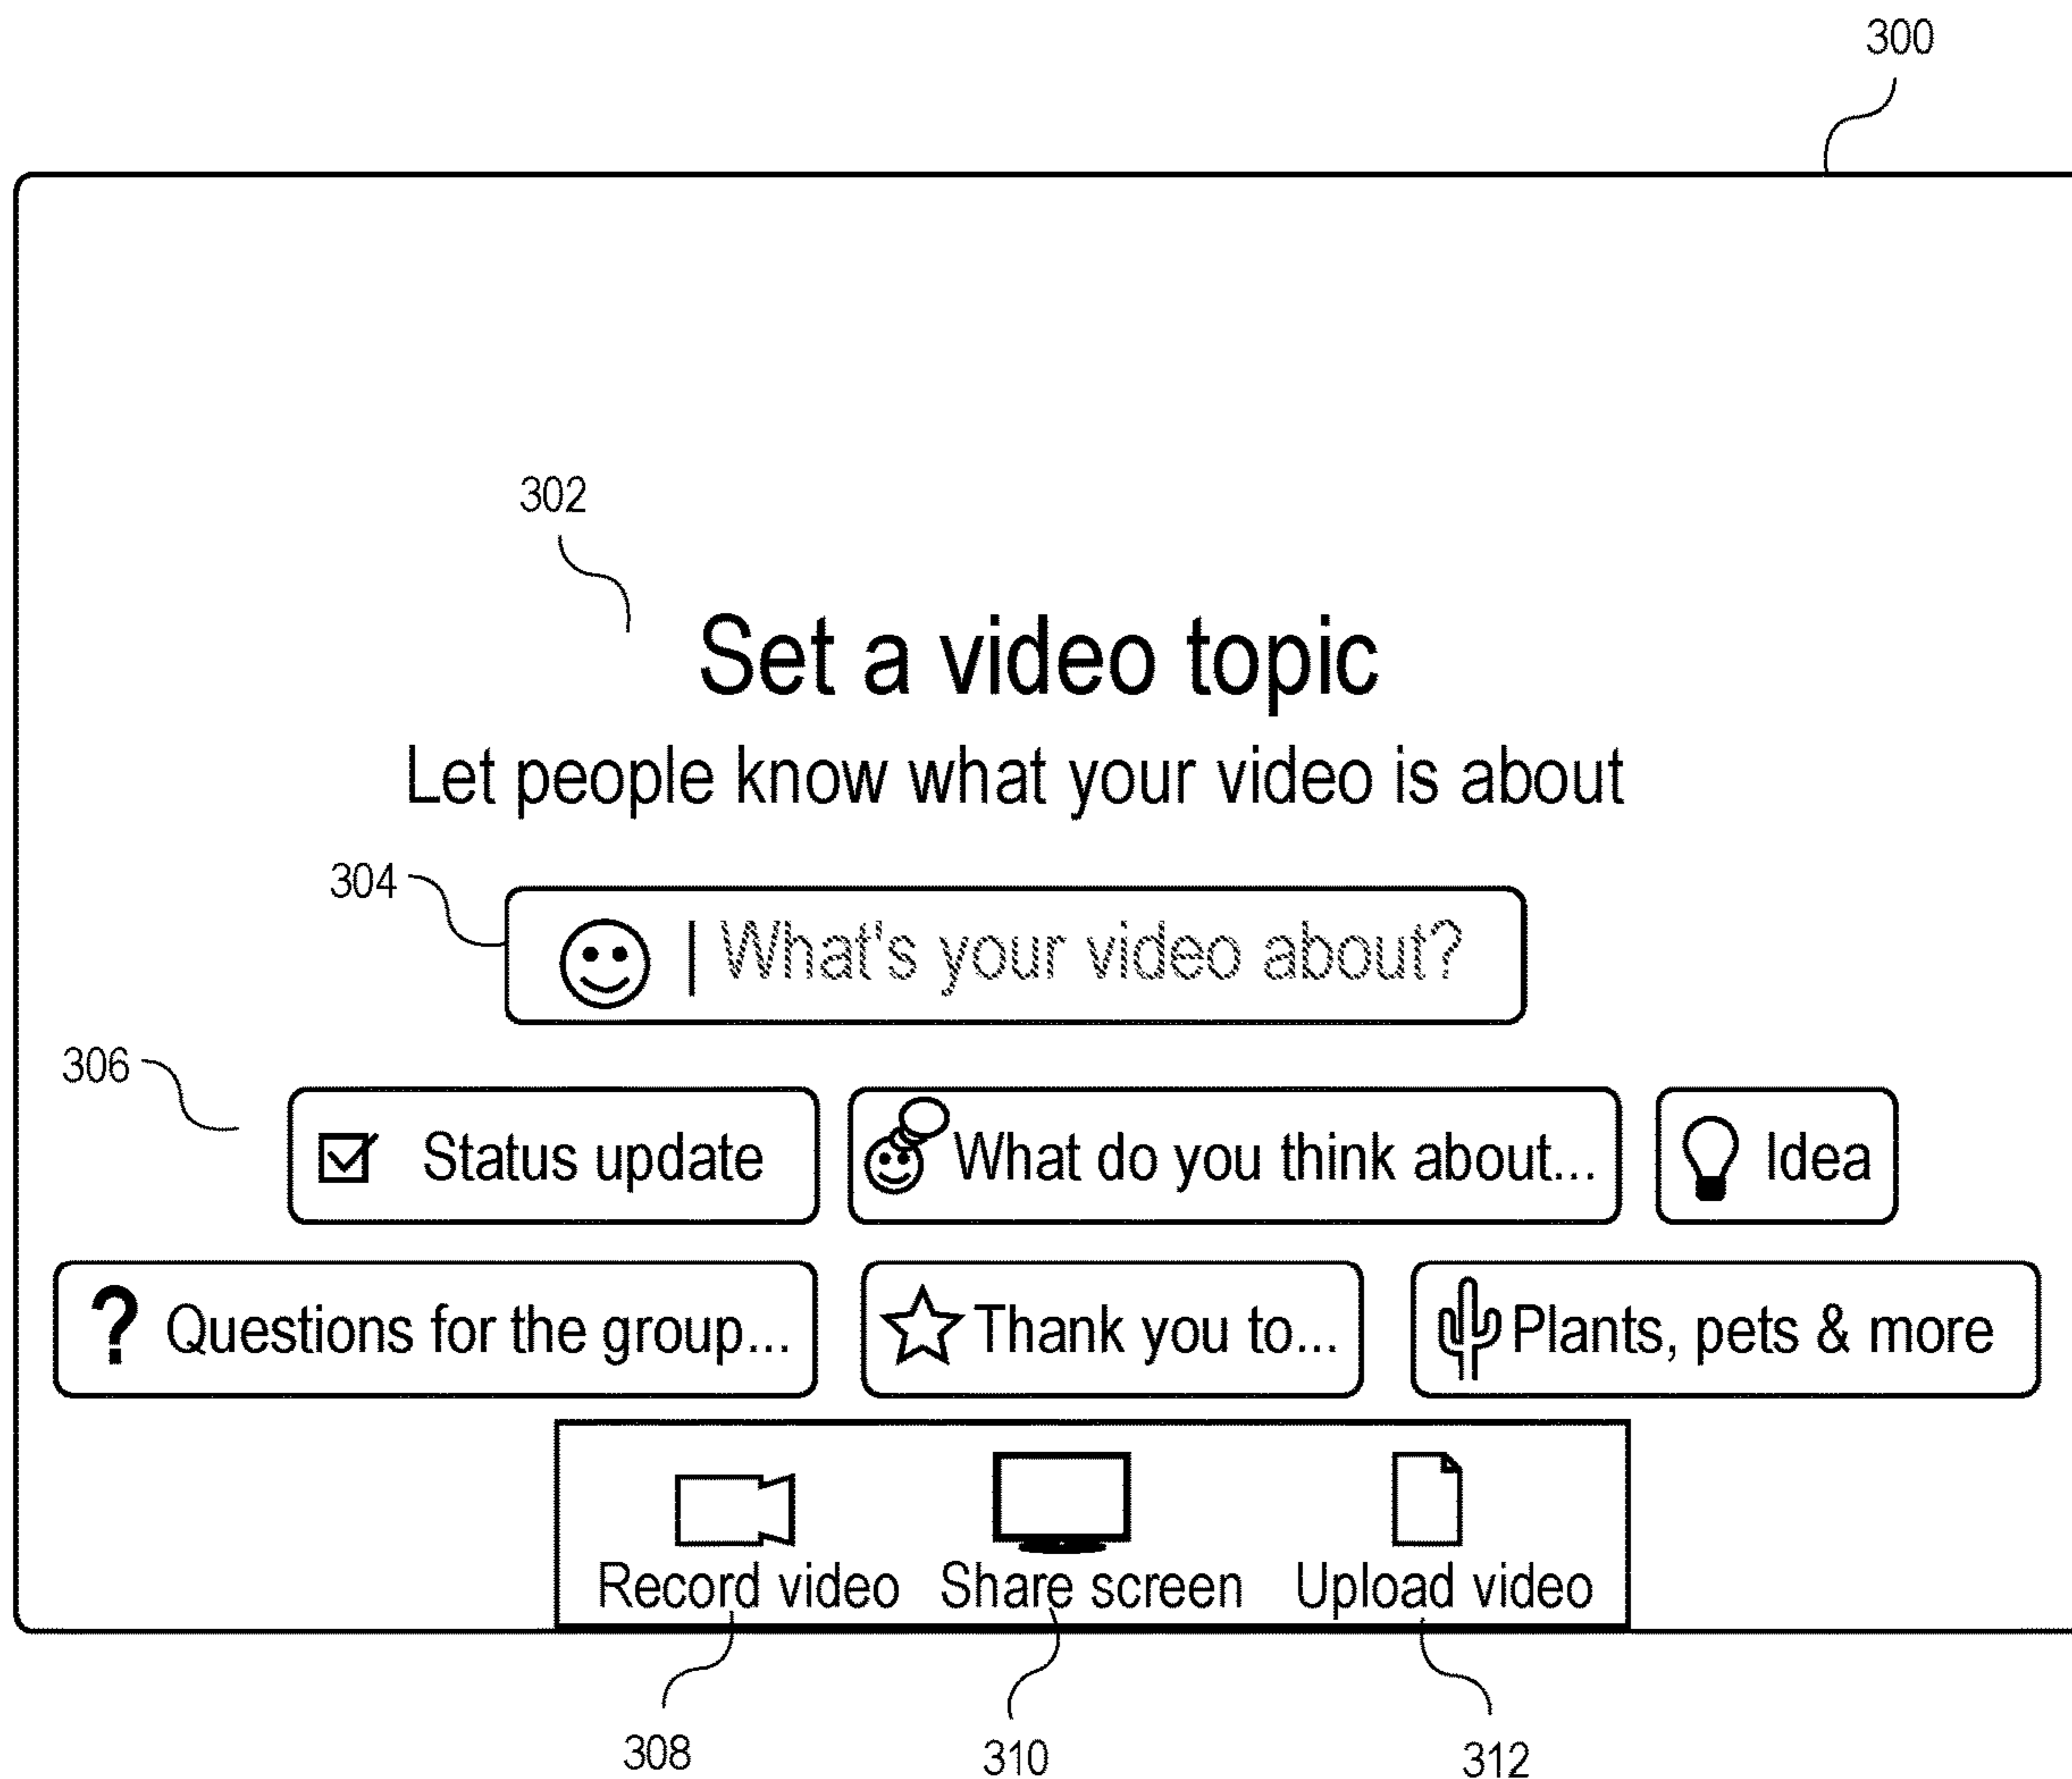 300
302
Set a video topic
Let people know what your video is about
304
What's your video about?
306
Status update
What do you think about...
Idea
? Questions for the group...
Thank you to...
Plants, pets & more
Record video
Share screen
Upload video
308
310
312